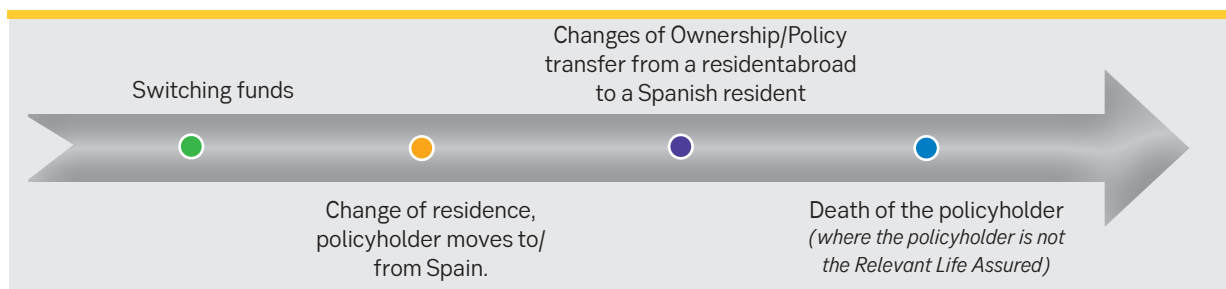 Switching funds
Change of residence,
policyholder moves to/
from Spain.
Changes of Ownership/Policy
transfer from a residentabroad
to a Spanish resident
Death of the policyholder
(where the policyholder is not
the Relevant Life Assured)